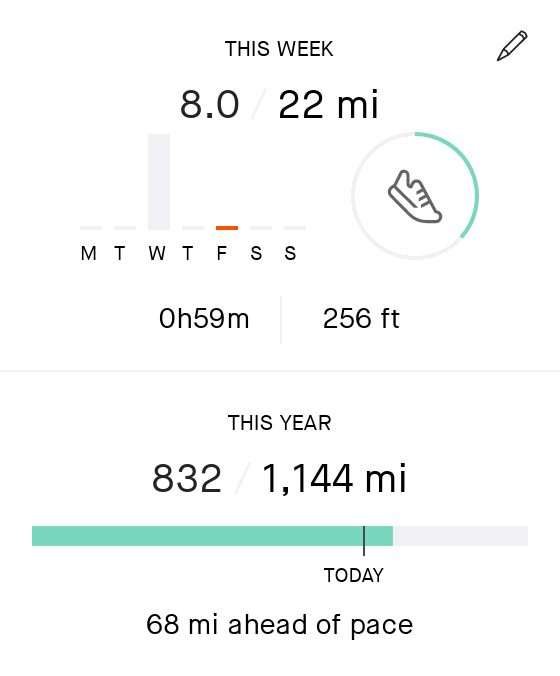 THIS WEEK
8.0 / 22 mi
M T W T F S S
0h59m 256 ft
THIS YEAR
832 / 1,144 mi
TODAY
68 mi ahead of pace